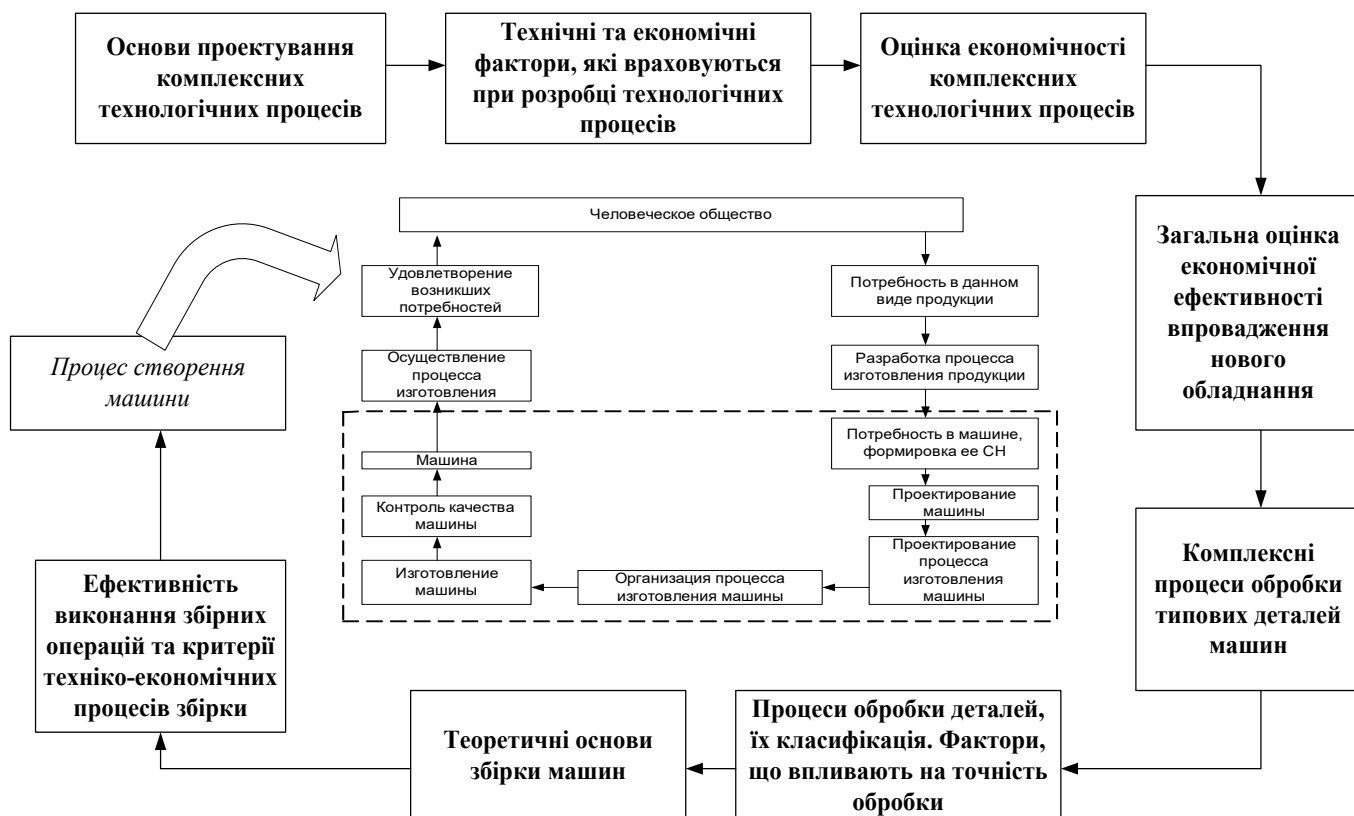 Основи проектування
комплексних
технологічних процесів
Технічні та економічні
фактори, які враховуються
при розробці технологічних
процесів
Оцінка економічності
комплексних
технологічних процесів
Загальна оцінка
економічної
ефективності
впровадження
нового
обладнання
Комплексні
процеси обробки
типових деталей
машин
Процеси обробки деталей,
їх класифікація. Фактори,
що впливають на точність
обробки
Теоретичні основи
збірки машин
Ефективність
виконання збірних
операцій та критерії
техніко-економічних
процесів збірки
Процес створення
машини
Человеческое общество
Потребность в данном
виде продукции
Разработка процесса
изготовления продукции
Потребность в машине,
формировка ее СН
Проектирование
машины
Проектирование процесса
изготовления
машины
Организация процесса
изготовления машины
Изготовление
машины
Контроль качества
машины
Машина
Осуществление
процесса
изготовления
Удовлетворение
возникших
потребностей